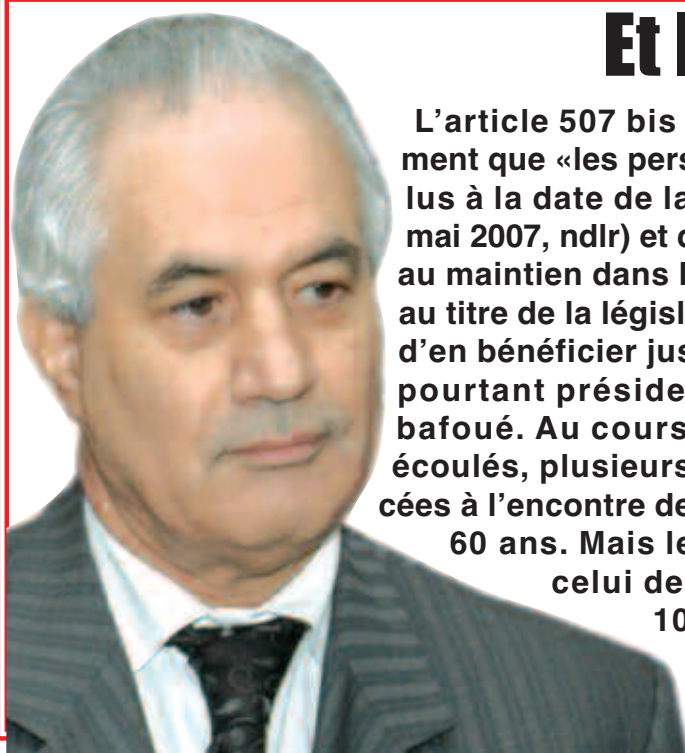 Et l
L’article 507 bis
ment que «les pers
lus à la date de la
mai 2007, ndlr) et
au maintien dans l
au titre de la législ
d’en bénéficier jus
pourtant préside
bafoué. Au cours
écoulés, plusieurs
cées à l’encontre de
60 ans. Mais le
celui de
10